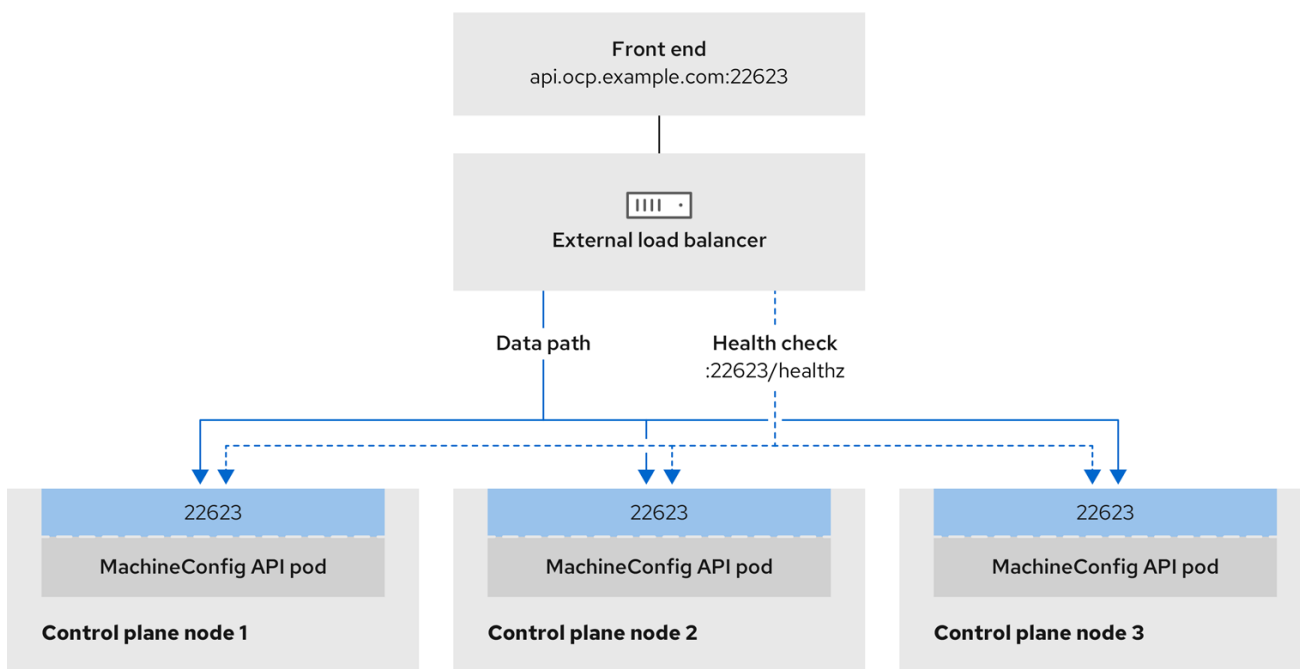 Front end
api.ocp.example.com:22623
External load balancer
Data path
Health check
:22623/healthz
22623
22623
22623
MachineConfig API pod
MachineConfig API pod
MachineConfig API pod
Control plane node 1
Control plane node 2
Control plane node 3